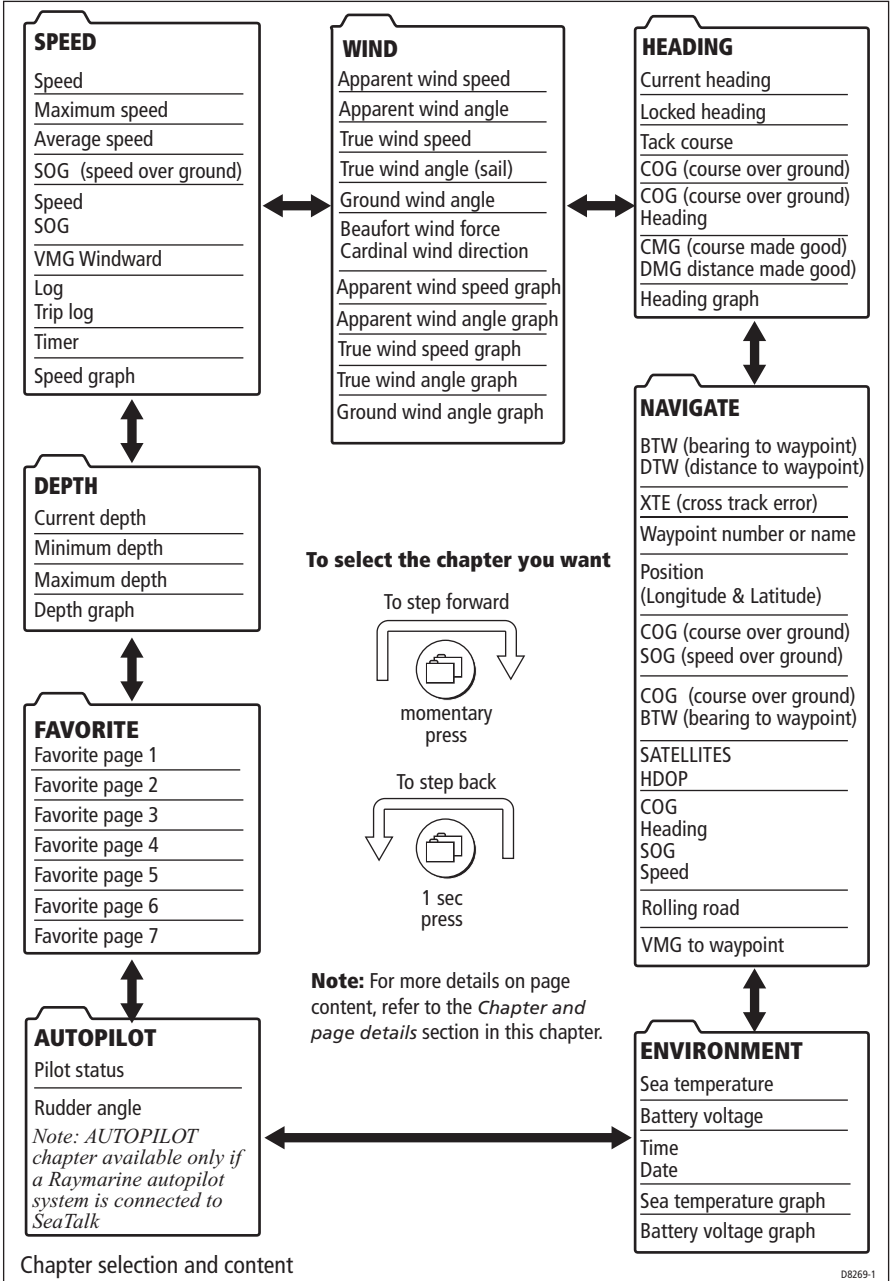 SPEED
Speed
Maximum speed
Average speed
SOG (speed over ground)
Speed
SOG
VMG Windward
Log
Trip log
Timer
Speed graph
WIND
Apparent wind speed
Apparent wind angle
True wind speed
True wind angle (sail)
Ground wind angle
Beaufort wind force
Cardinal wind direction
Apparent wind speed graph
Apparent wind angle graph
True wind speed graph
True wind angle graph
Ground wind angle graph
HEADING
Current heading
Locked heading
Tack course
COG (course over ground)
COG (course over ground)
Heading
CMG (course made good)
DMG distance made good)
Heading graph
DEPTH
Current depth
Minimum depth
Maximum depth
Depth graph
FAVORITE
Favorite page 1
Favorite page 2
Favorite page 3
Favorite page 4
Favorite page 5
Favorite page 6
Favorite page 7
AUTOPILOT
Pilot status
Rudder angle
Note: AUTOPILOT
chapter available only if
a Raymarine autopilot
system is connected to
SeaTalk
To select the chapter you want
To step forward
momentary
press
To step back
1 sec
press
Note: For more details on page
content, refer to the Chapter and
page details section in this chapter.
NAVIGATE
BTW (bearing to waypoint)
DTW (distance to waypoint)
XTE (cross track error)
Waypoint number or name
Position
(Longitude & Latitude)
COG (course over ground)
SOG (speed over ground)
COG (course over ground)
BTW (bearing to waypoint)
SATELLITES
HDOP
COG
Heading
SOG
Speed
Rolling road
VMG to waypoint
ENVIRONMENT
Sea temperature
Battery voltage
Time
Date
Sea temperature graph
Battery voltage graph
Chapter selection and content
D8269-1